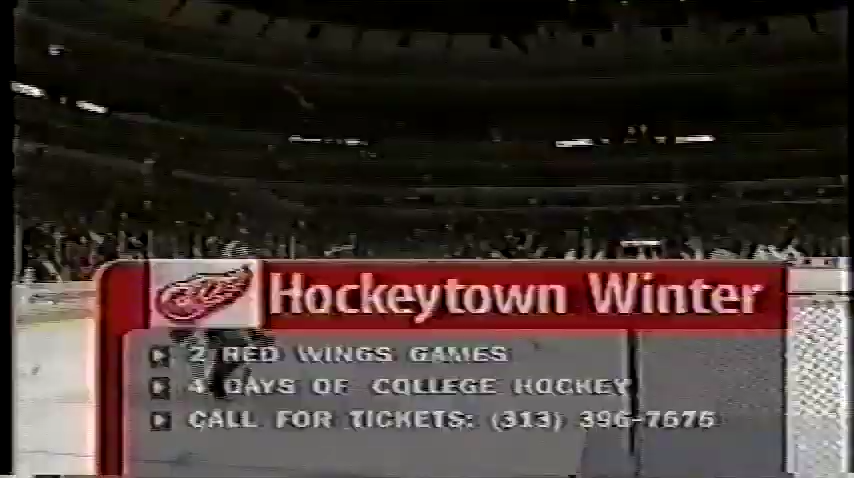 Hockeytown Winter
2 RED WINGS GAMES
4 DAYS OF COLLEGE HOCKEY
CALL FOR TICKETS: (313) 396-7575